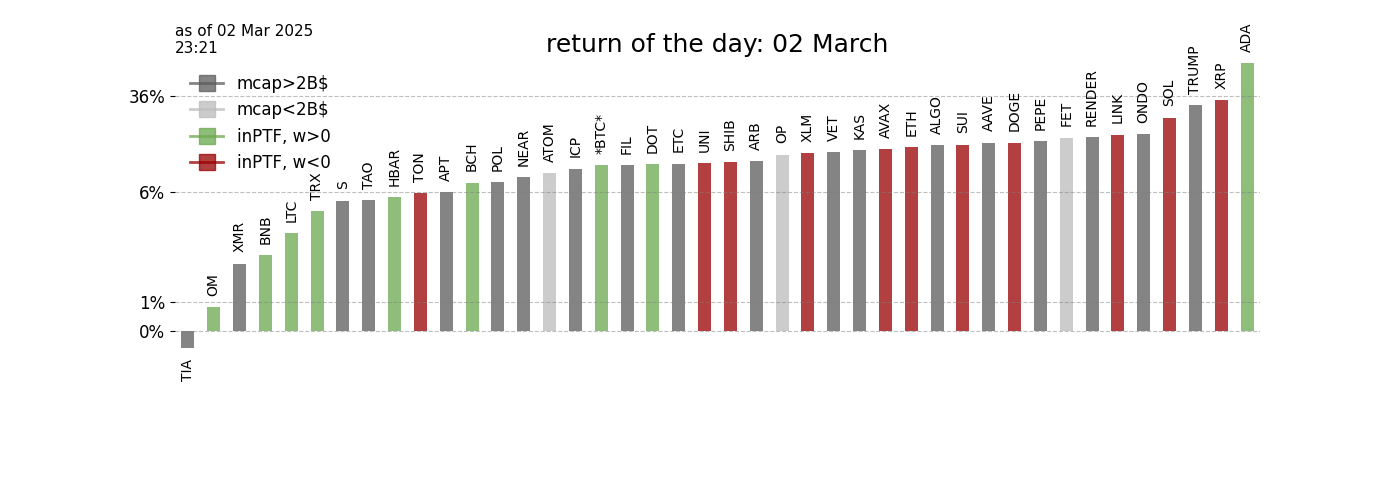 as of 02 Mar 2025
23:21
return of the day: 02 March
mcap>2B$
mcap<2B$
inPTF, w>0
inPTF, w<0
36%
6%
1%
0%
TIA
OM
XMR
BNB
LTC
TRX
S
TAO
HBAR
TON
APT
BCH
POL
NEAR
ATOM
ICP
*BTC*
FIL
DOT
ETC
UNI
SHIB
ARB
OP
XLM
VET
KAS
AVAX
ETH
ALGO
SUI
AAVE
DOGE
PEPE
FET
RENDER
LINK
ONDO
SOL
TRUMP
XRP
ADA